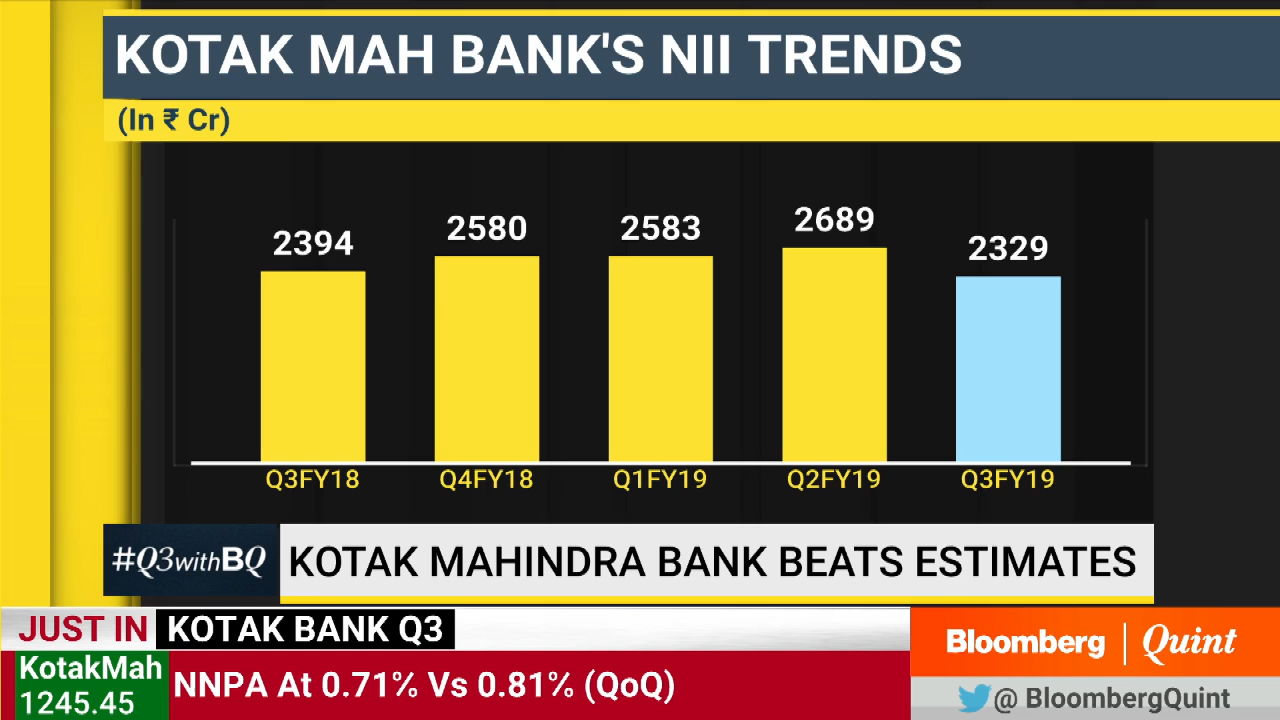 KOTAK MAH BANK'S NII TRENDS
(In ₹ Cr)
2394 2580 2583 2689 2329
Q3FY18 Q4FY18 Q1FY19 Q2FY19 Q3FY19
#Q3withBQ KOTAK MAHINDRA BANK BEATS ESTIMATES
JUST IN KOTAK BANK Q3
KotakMah
1245.45
NNPA At 0.71% Vs 0.81% (QoQ)
Bloomberg | Quint
@ BloombergQuint